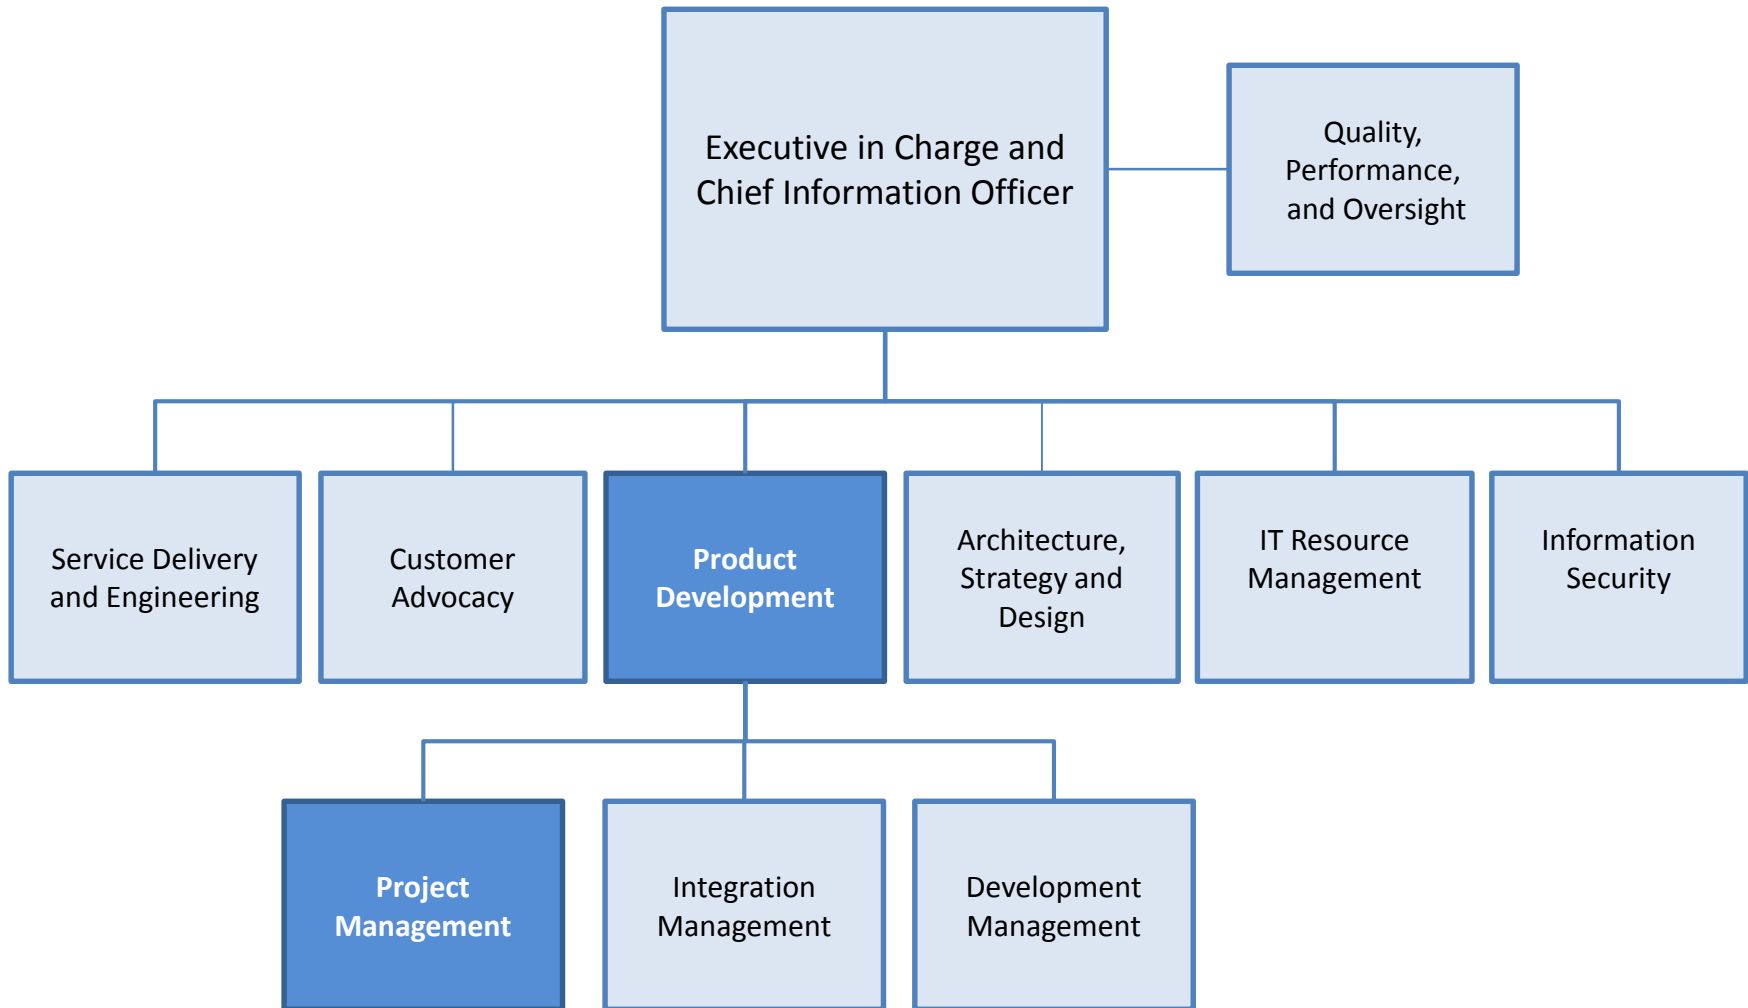 Executive in Charge and
Chief Information Officer
Quality,
Performance,
and Oversight
Service Delivery
and Engineering
Customer
Advocacy
Product
Development
Architecture,
Strategy and
Design
IT Resource
Management
Information
Security
Project
Management
Integration
Management
Development
Management